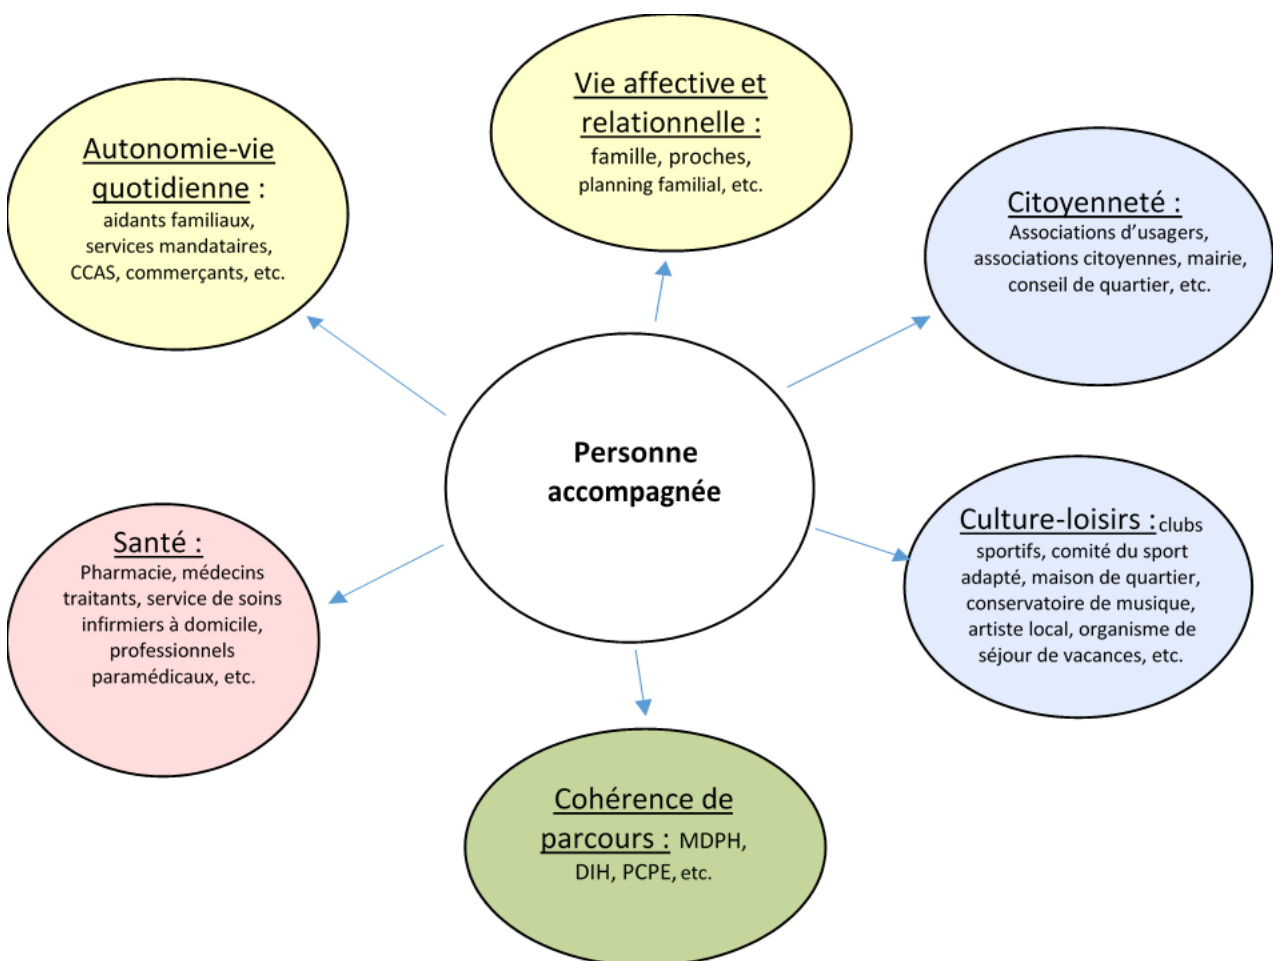 Vie affective et
relationnelle :
famille, proches,
planning familial, etc.
Autonomie-vie
quotidienne :
aidants familiaux,
services mandataires,
CCAS, commerçants, etc.
Citoyenneté :
Associations d’usagers,
associations citoyennes, mairie,
conseil de quartier, etc.
Personne
accompagnée
Santé :
Pharmacie, médecins
traitants, service de soins
infirmiers à domicile,
professionnels
paramédicaux, etc.
Culture-loisirs : clubs
sportifs, comité du sport
adapté, maison de quartier,
conservatoire de musique,
artiste local, organisme de
séjour de vacances, etc.
Cohérence de
parcours : MDPH,
DIH, PCPE, etc.